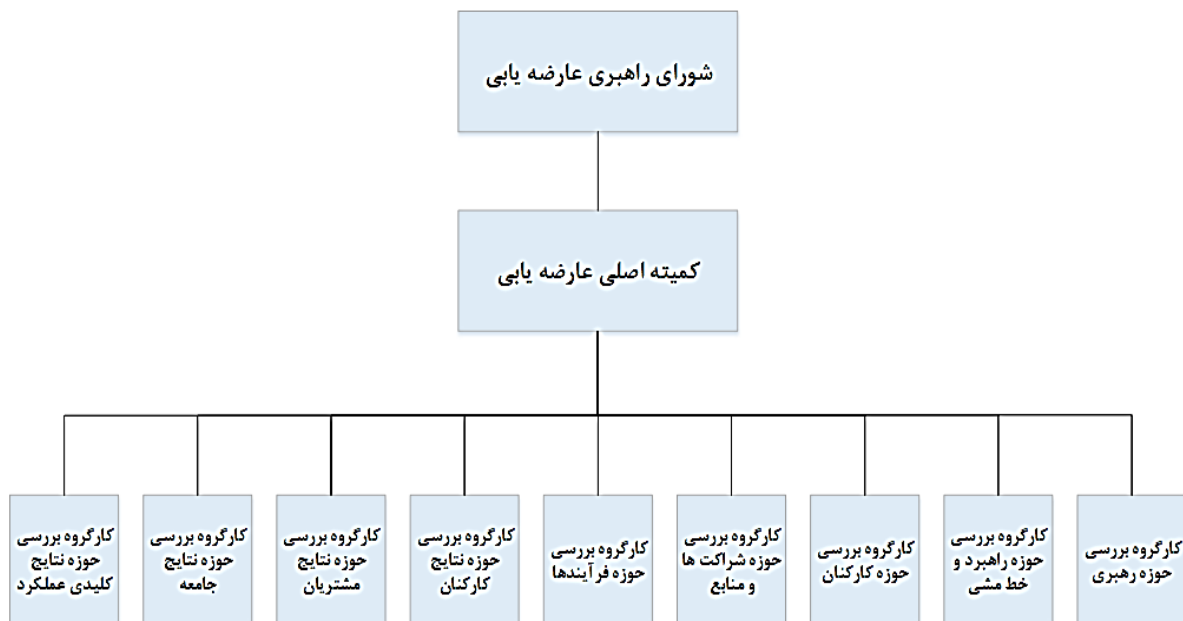 شورای راهبری عارضه یابی
کمیته اصلی عارضه یابی
کارگروه بررسی
حوزه رهبری
کارگروه بررسی
حوزه راهبرد و
خط مشی
کارگروه بررسی
حوزه کارکنان
کارگروه بررسی
حوزه شراکت ها
و منابع
کارگروه بررسی
حوزه فرآیندها
کارگروه بررسی
حوزه نتایج
کارکنان
کارگروه بررسی
حوزه نتایج
مشتریان
کارگروه بررسی
حوزه نتایج
جامعه
کارگروه بررسی
حوزه نتایج
کلیدی عملکرد